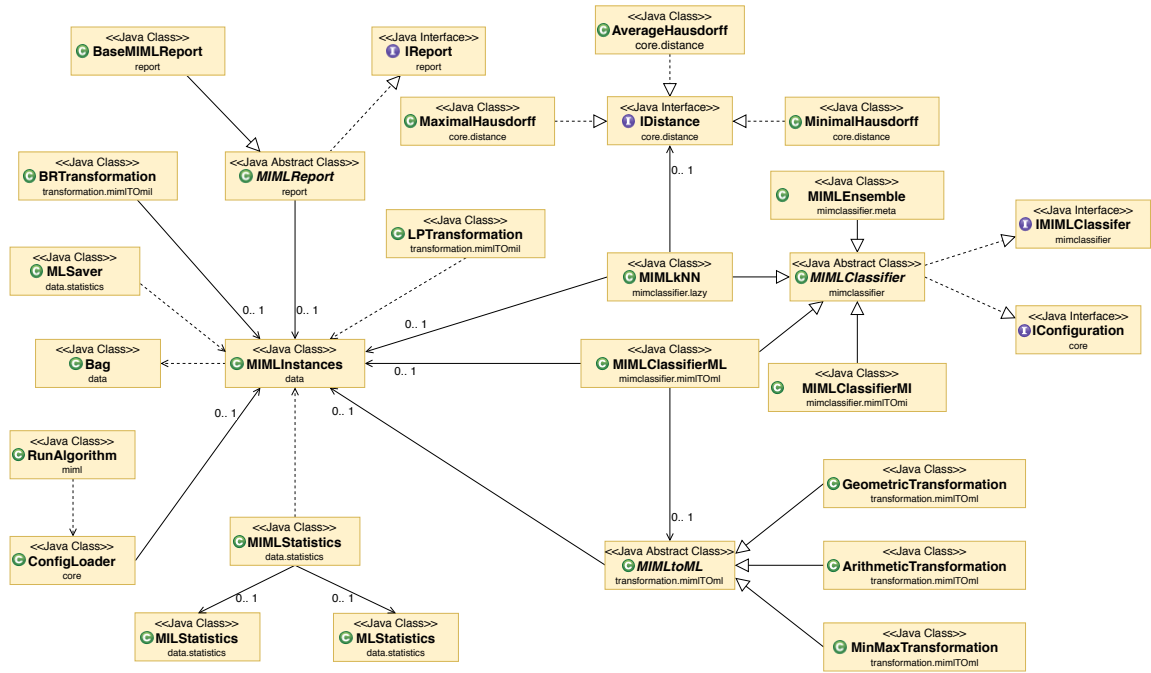 <<Java Class>>
AverageHausdorff
core.distance
<<Java Class>>
BaseMIMLReport
report
<<Java Interface>>
IReport
report
<<Java Class>>
MaximalHausdorff
core.distance
<<Java Interface>>
IDistance
core.distance
<<Java Class>>
MinimalHausdorff
core.distance
<<Java Class>>
BRTransformation
transformation.mimlTOmil
<<Java Abstract Class>>
MIMLReport
report
0.. 1
<<Java Class>>
MIMLEnsemble
mimclassifier.meta
<<Java Interface>>
IMIMLClassifer
mimclassifier
<<Java Class>>
LPTransformation
transformation.mimlTOmil
<<Java Class>>
MLSaver
data.statistics
<<Java Class>>
MIMLkNN
mimclassifier.lazy
<<Java Abstract Class>>
MIMLClassifier
mimclassifier
0.. 1
0.. 1
0.. 1
<<Java Interface>>
IConfiguration
core
<<Java Class>>
Bag
data
<<Java Class>>
MIMLInstances
data
0.. 1
<<Java Class>>
MIMLClassifierML
mimclassifier.mimlTOml
<<Java Class>>
MIMLClassifierMI
mimclassifier.mimlTOmi
0.. 1
0.. 1
<<Java Class>>
RunAlgorithm
miml
<<Java Class>>
GeometricTransformation
transformation.mimlTOml
0.. 1
<<Java Class>>
ConfigLoader
core
<<Java Class>>
MIMLStatistics
data.statistics
<<Java Abstract Class>>
MIMLtoML
transformation.mimlTOml
<<Java Class>>
ArithmeticTransformation
transformation.mimlTOml
0.. 1
0.. 1
<<Java Class>>
MILStatistics
data.statistics
<<Java Class>>
MLStatistics
data.statistics
<<Java Class>>
MinMaxTransformation
transformation.mimlTOml